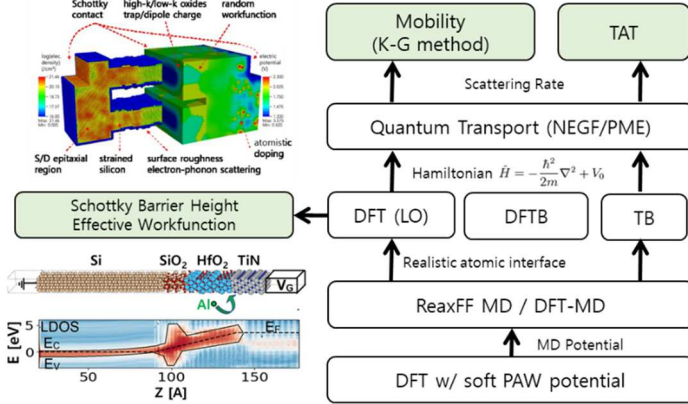 Schottky
contact
high-k/low-k oxides
trap/dipole charge
random
workfunction
electric
potential
(V)
S/D epitaxial
region
strained
silicon
surface roughness
electron-phonon scattering
atomistic
doping
Mobility
(K-G method)
TAT
Scattering Rate
Quantum Transport (NEGF/PME)
Hamiltonian Ĥ = −ℏ²/2m ∇² + V₀
Schottky Barrier Height
Effective Workfunction
DFT (LO)
DFTB
TB
Realistic atomic interface
ReaxFF MD / DFT-MD
MD Potential
DFT w/ soft PAW potential
Si
SiO₂
HfO₂
TiN
V_G
Al
LDOS
E_C
E_V
E_F
E [eV]
5
0
50
100
150
Z [A]